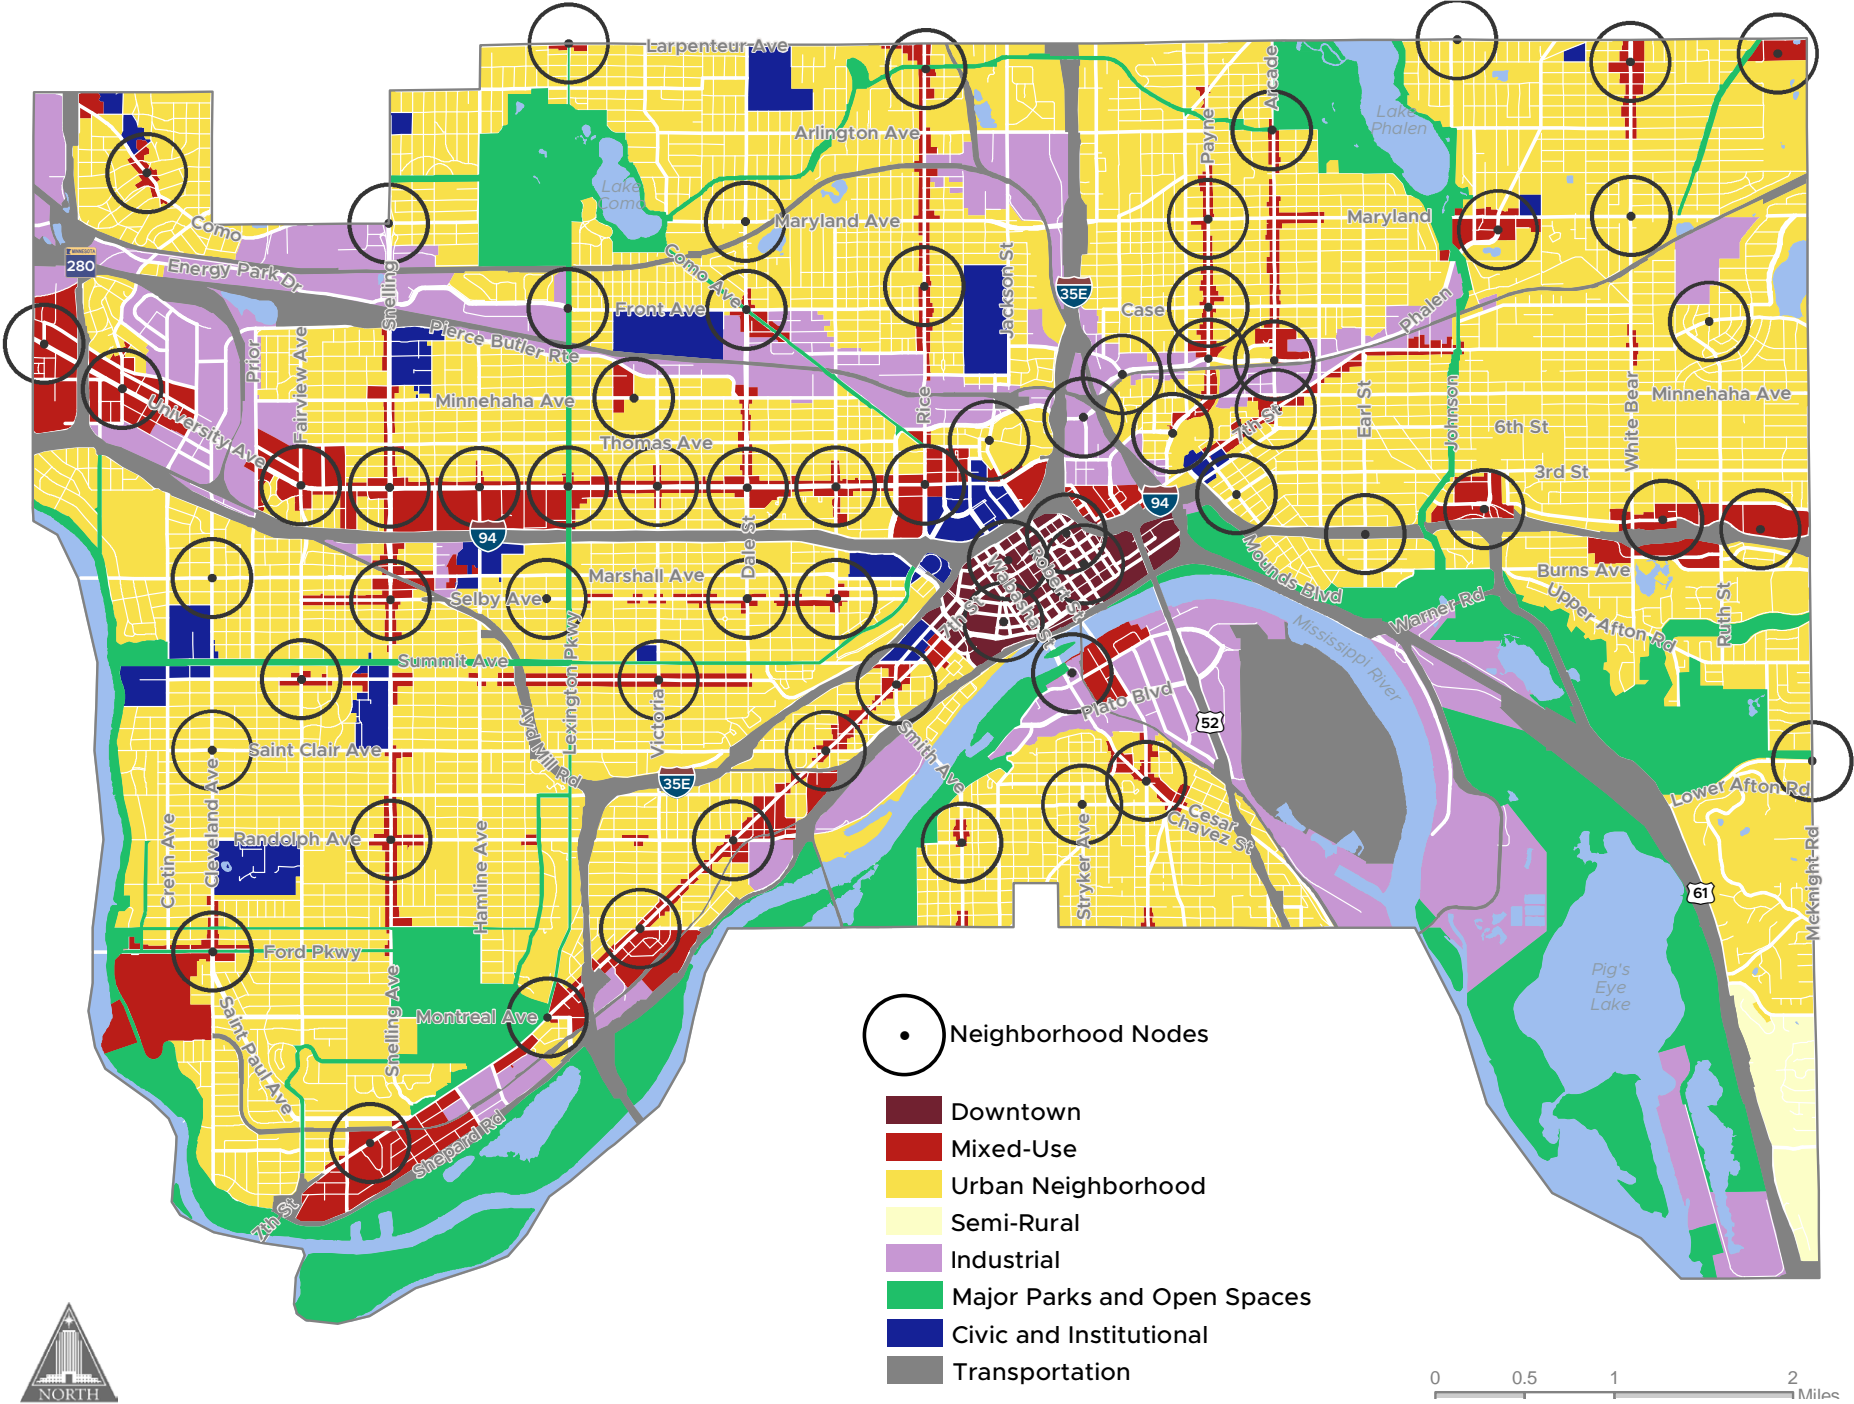 Larpenteur Ave
Arcade
Lake
Phalen
Arlington Ave
Payne
Lake
Como
Como
Maryland Ave
Maryland
MINNESOTA
280
Energy Park Dr
Snelling
Como Ave
Jackson St
35E
Front Ave
Case
Phalen
Pierce Butler Rte
Prior
Fairview Ave
Minnehaha Ave
Rice
Earl St
Johnson
White Bear
Minnehaha Ave
University Ave
Thomas Ave
7th St
6th St
3rd St
94
94
Dale St
Marshall Ave
Selby Ave
Wabasha St
Robert St
7th St
Mounds Blvd
Burns Ave
Warner Rd
Upper Afton Rd
Ruth St
Mississippi River
Summit Ave
Lexington Pkwy
Victoria
Plato Blvd
52
Ayd Mill Rd
Saint Clair Ave
Smith Ave
35E
Lower Afton Rd
Cretin Ave
Cleveland Ave
Randolph Ave
Hamline Ave
Stryker Ave
Cesar
Chavez St
McKnight Rd
61
Ford Pkwy
Pig's
Eye
Lake
Saint Paul Ave
Snelling Ave
Montreal Ave
Shepard Rd
7th St
Neighborhood Nodes
Downtown
Mixed-Use
Urban Neighborhood
Semi-Rural
Industrial
Major Parks and Open Spaces
Civic and Institutional
Transportation
NORTH
0 0.5 1 2
Miles